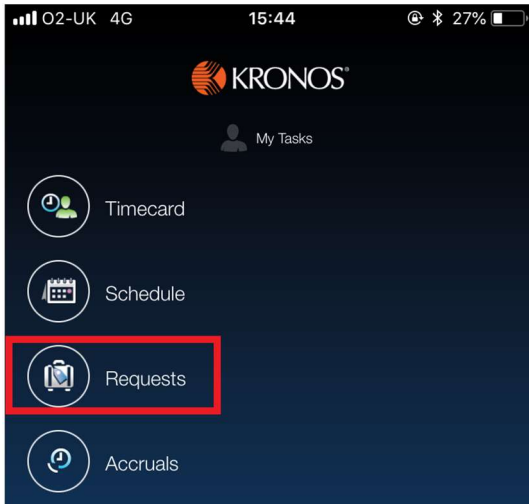 O2-UK 4G 15:44 27%
KRONOS®
My Tasks
Timecard
Schedule
Requests
Accruals